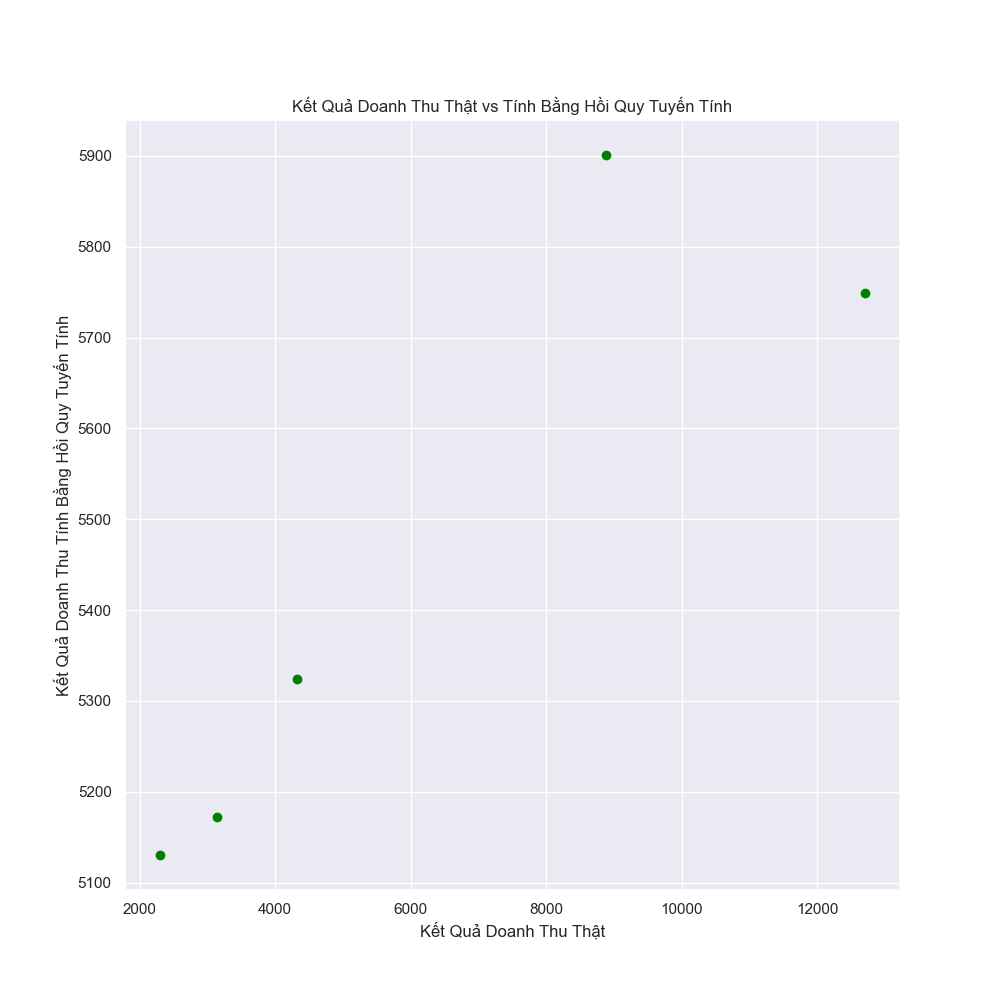 Kết Quả Doanh Thu Thật vs Tính Bằng Hồi Quy Tuyến Tính
Kết Quả Doanh Thu Tính Bằng Hồi Quy Tuyến Tính
5900
5800
5700
5600
5500
5400
5300
5200
5100
2000 4000 6000 8000 10000 12000
Kết Quả Doanh Thu Thật